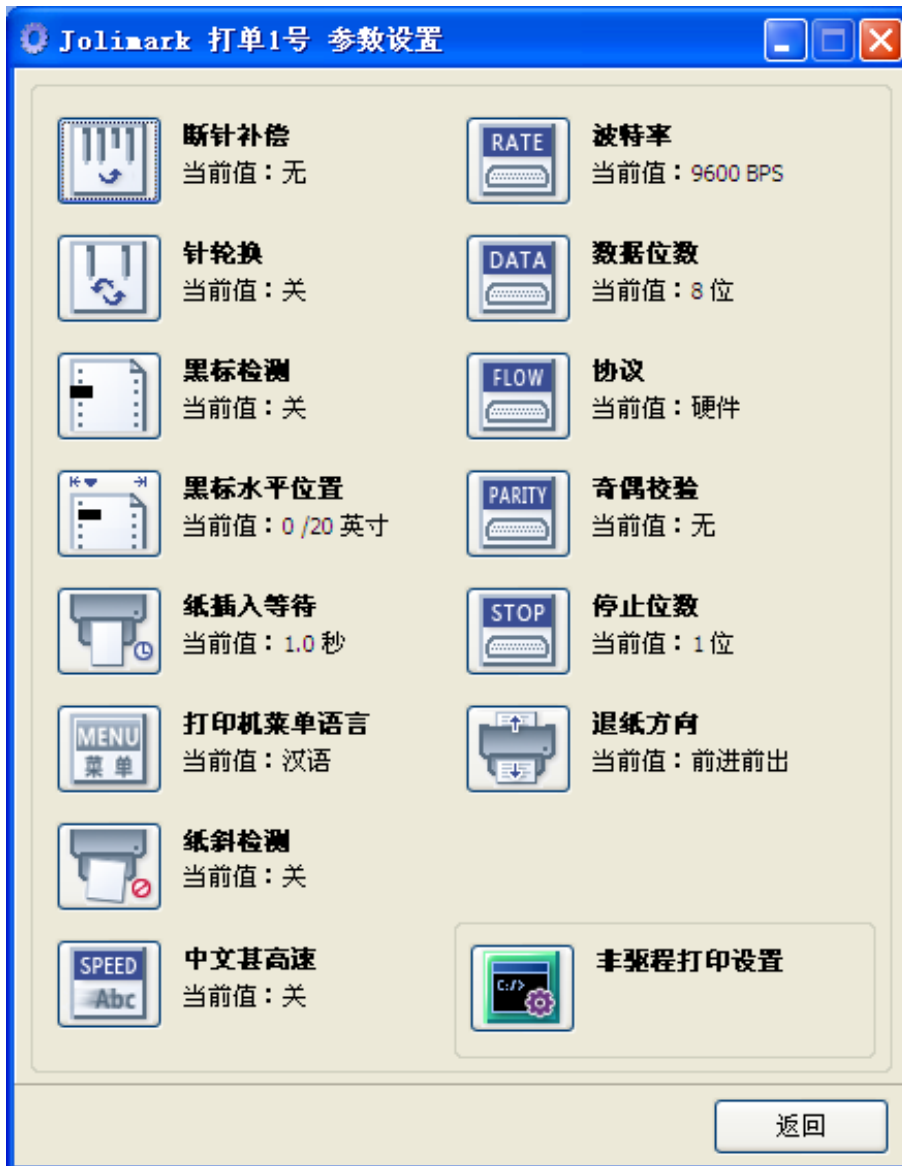 Jolimark 打单1号 参数设置
断针补偿
当前值：无
针轮换
当前值：关
黑标检测
当前值：关
黑标水平位置
当前值：0 /20 英寸
纸插入等待
当前值：1.0 秒
MENU
菜单
打印机菜单语言
当前值：汉语
纸斜检测
当前值：关
SPEED
Abc
中文甚高速
当前值：关
RATE
波特率
当前值：9600 BPS
DATA
数据位数
当前值：8 位
FLOW
协议
当前值：硬件
PARITY
奇偶校验
当前值：无
STOP
停止位数
当前值：1 位
退纸方向
当前值：前进前出
C:/>
非驱程打印设置
返回